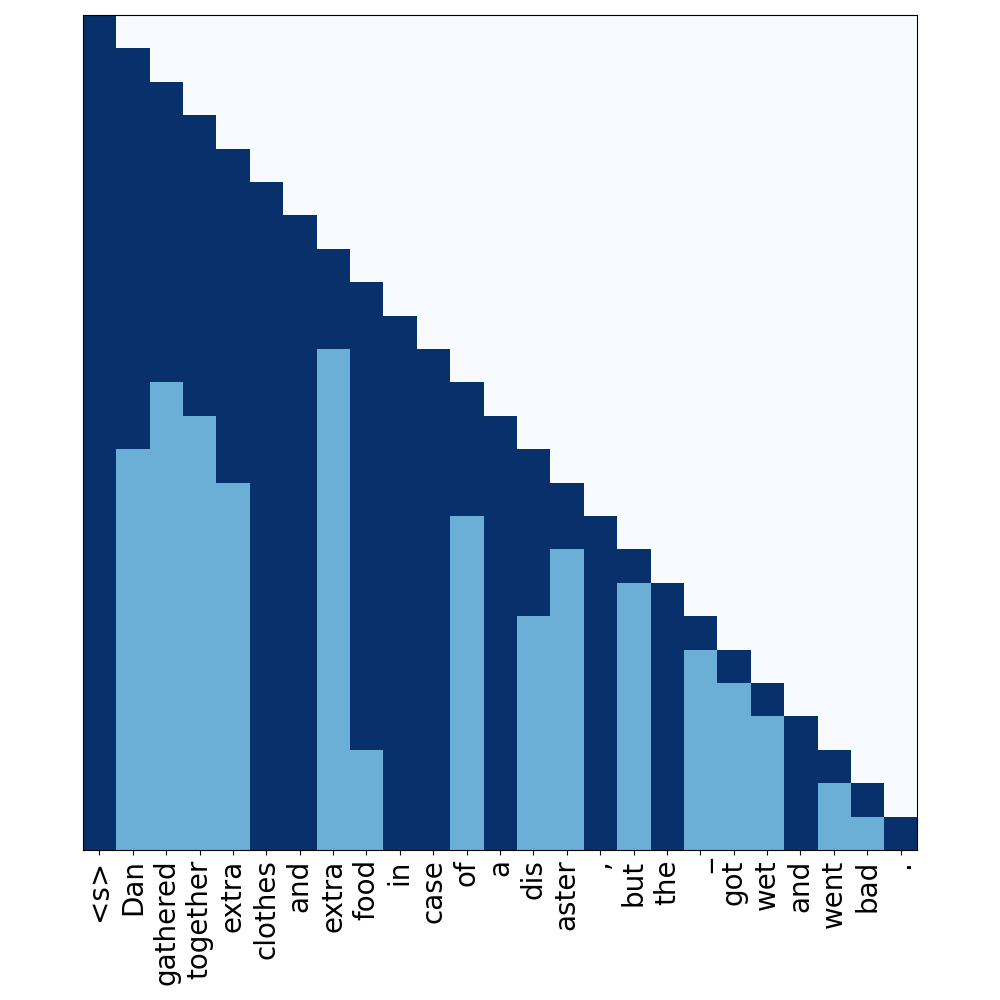 <s>
Dan
gathered
together
extra
clothes
and
extra
food
in
case
of
a
dis
aster
,
but
the
_
got
wet
and
went
bad
.